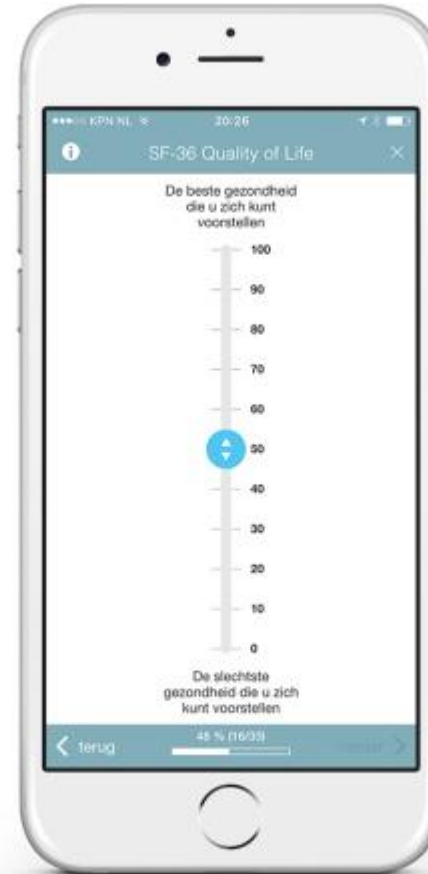 KPN NL
20:26
SF-36 Quality of Life
De beste gezondheid
die u zich kunt
voorstellen
100
90
80
70
60
50
40
30
20
10
0
De slechtste
gezondheid die u zich
kunt voorstellen
48 % (16/33)
terug